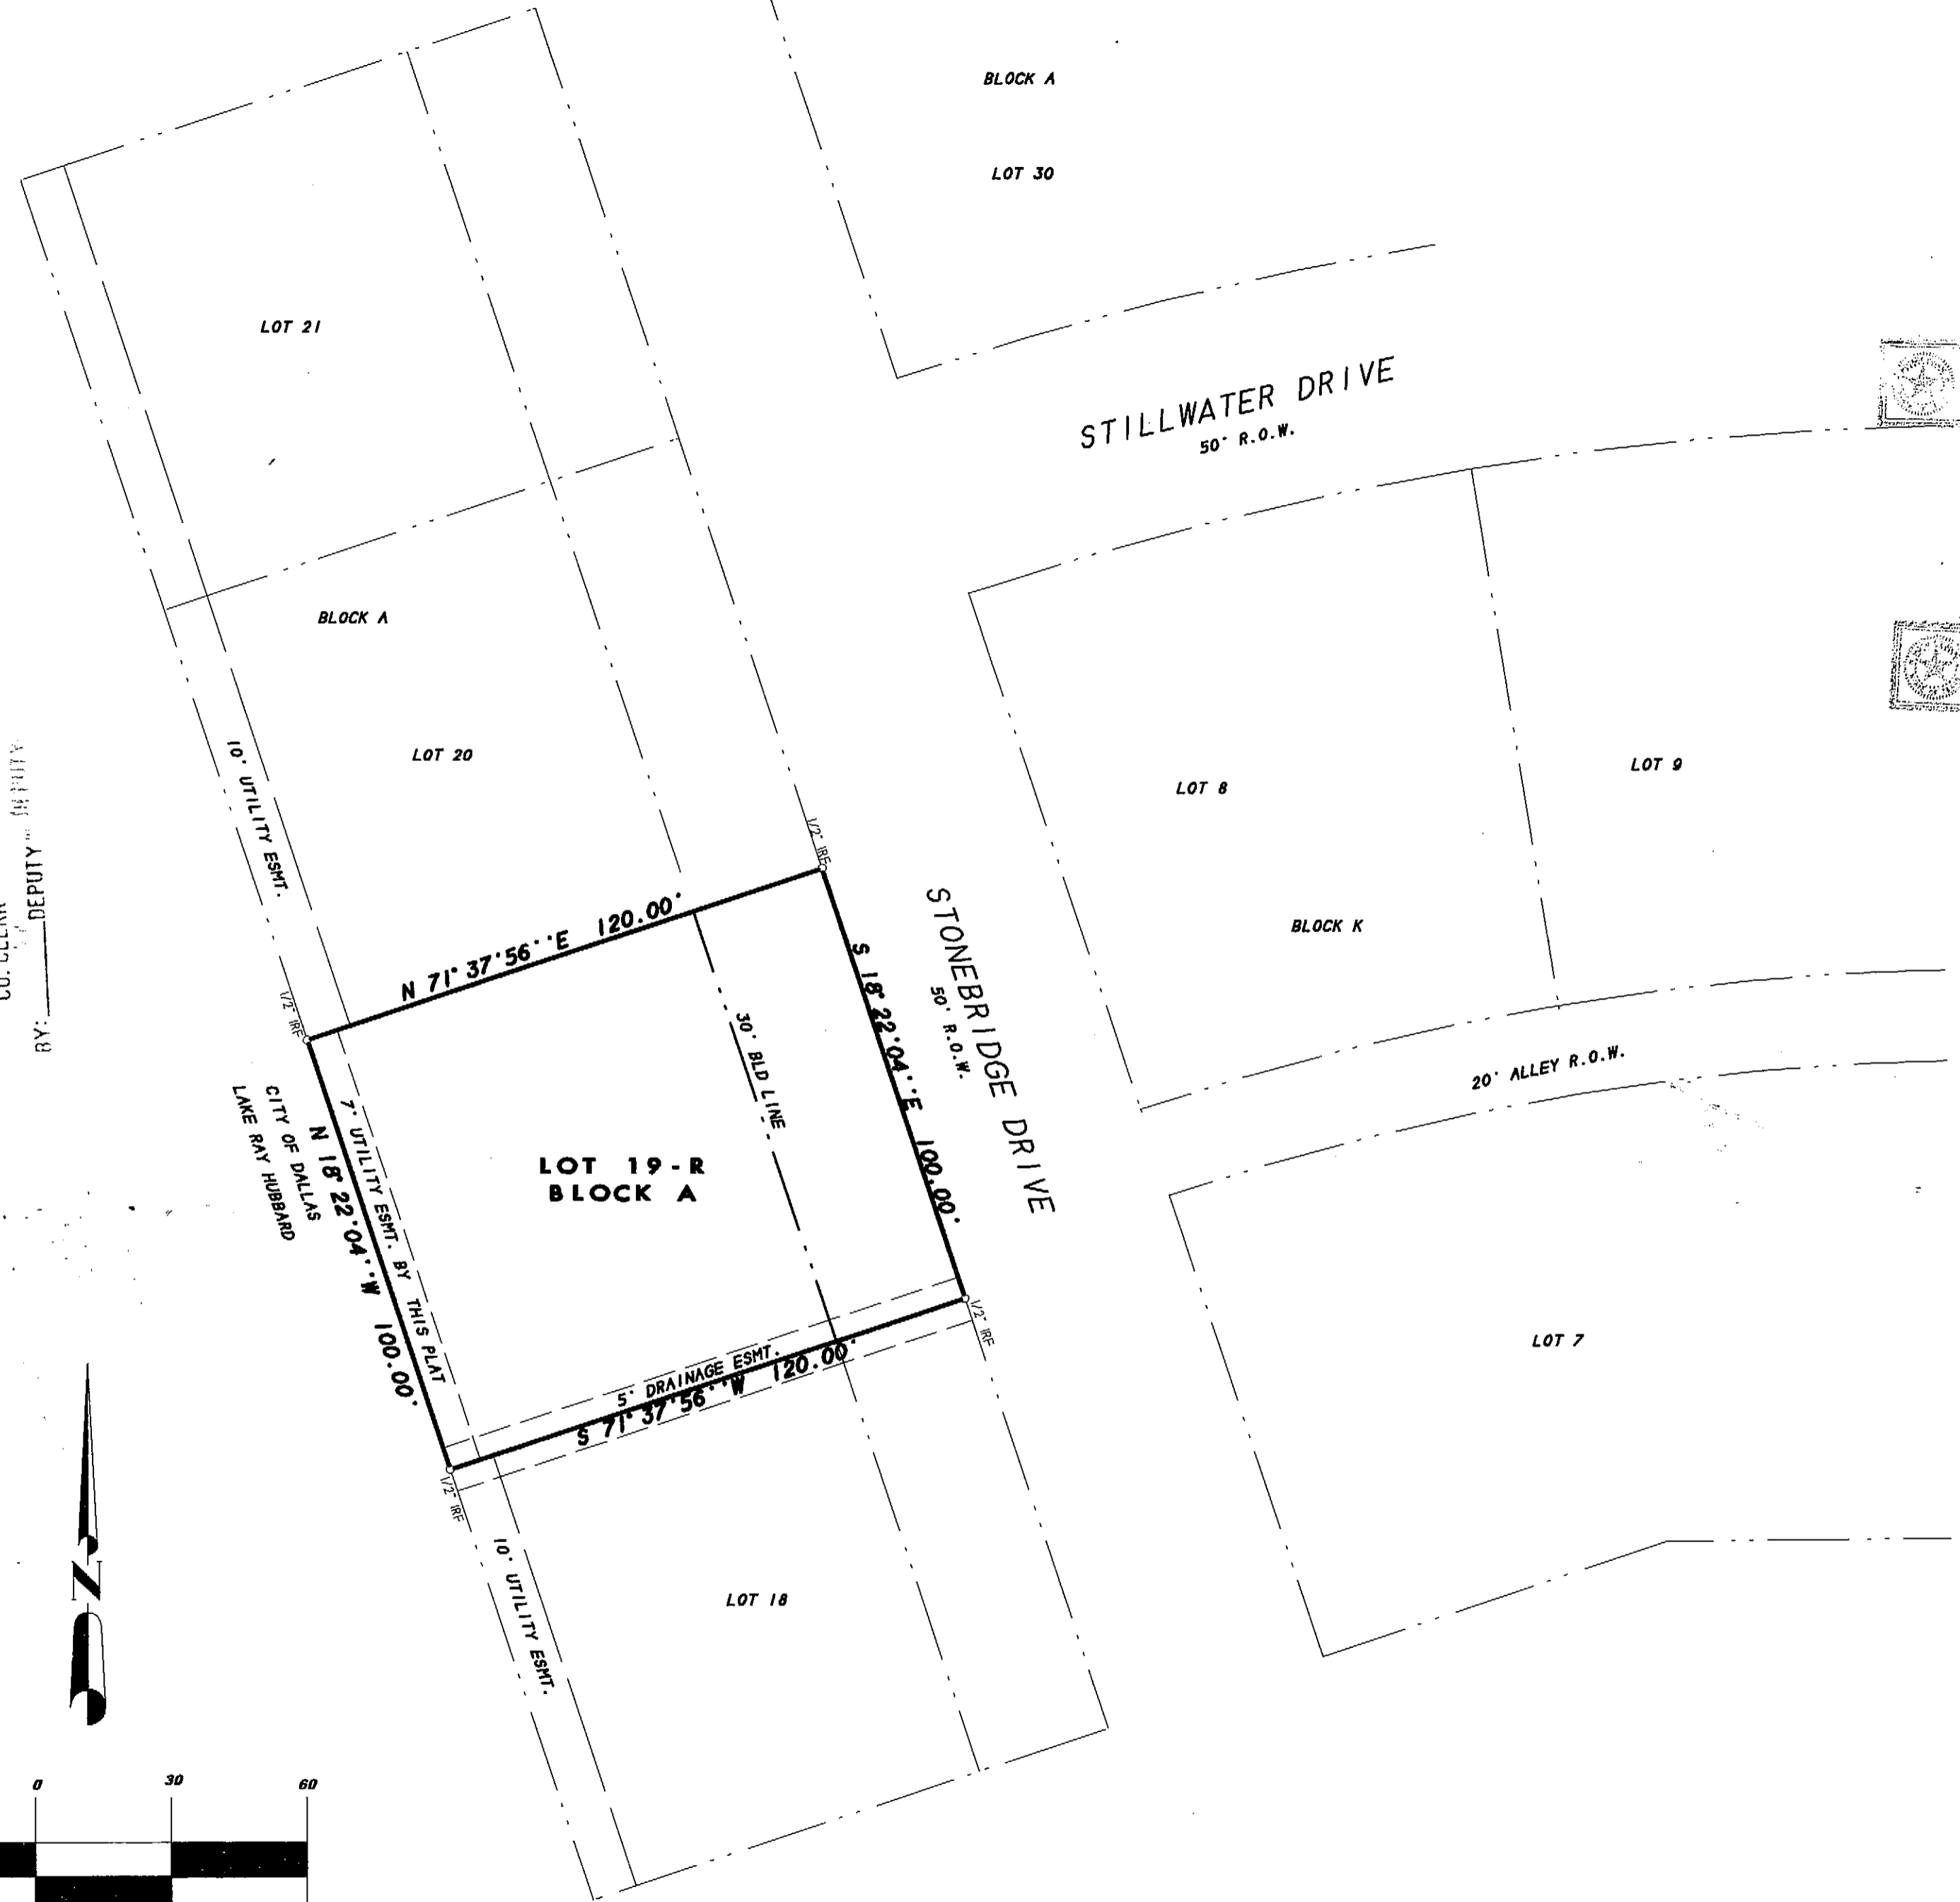 BLOCK A
LOT 30
LOT 21
STILLWATER DRIVE
50' R.O.W.
BLOCK A
LOT 20
10' UTILITY ESMT.
LOT 8
LOT 9
BLOCK K
DEPUTY
BY:
1/2" IRF
N 71° 37'56''E 120.00'
1/2" IRF
S 18° 22'04''E 100.00'
STONEBRIDGE DRIVE
50' R.O.W.
30' BLD LINE
20' ALLEY R.O.W.
CITY OF DALLAS
LAKE RAY HUBBARD
N 18° 22'04''W 100.00'
7' UTILITY ESMT. BY THIS PLAT
LOT 19-R
BLOCK A
5' DRAINAGE ESMT.
S 71° 37'56''W 120.00'
1/2" IRF
1/2" IRF
LOT 7
10' UTILITY ESMT.
LOT 18
N
0 30 60